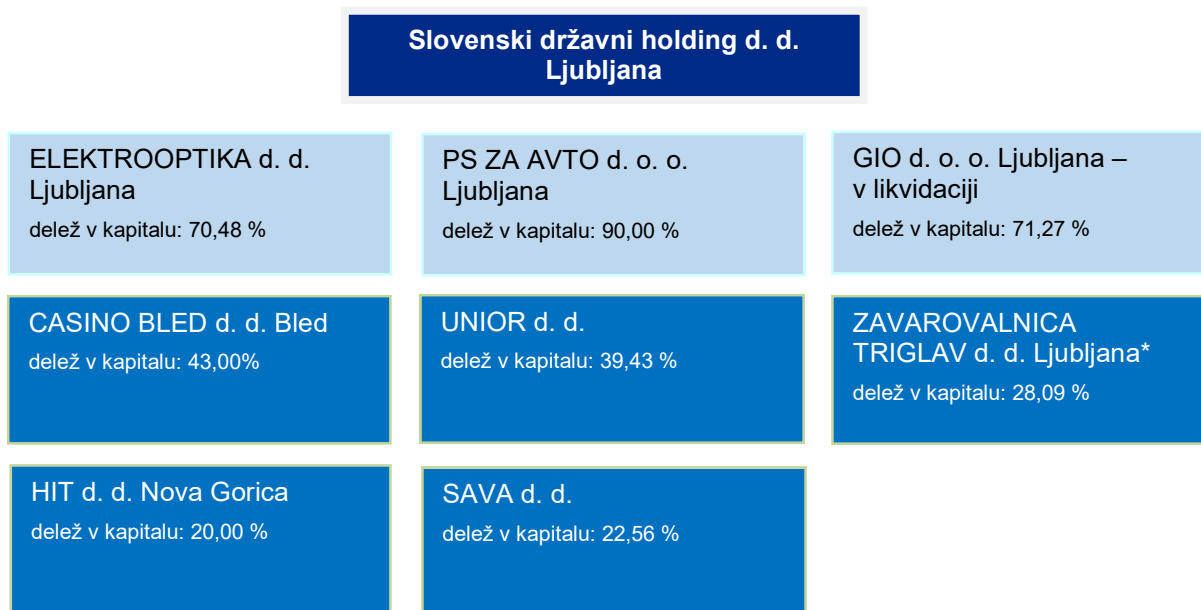 Slovenski državni holding d. d.
Ljubljana
ELEKTROOPTIKA d. d.
Ljubljana
delež v kapitalu: 70,48 %
PS ZA AVTO d. o. o.
Ljubljana
delež v kapitalu: 90,00 %
GIO d. o. o. Ljubljana –
v likvidaciji
delež v kapitalu: 71,27 %
CASINO BLED d. d. Bled
delež v kapitalu: 43,00%
UNIOR d. d.
delež v kapitalu: 39,43 %
ZAVAROVALNICA
TRIGLAV d. d. Ljubljana*
delež v kapitalu: 28,09 %
HIT d. d. Nova Gorica
delež v kapitalu: 20,00 %
SAVA d. d.
delež v kapitalu: 22,56 %